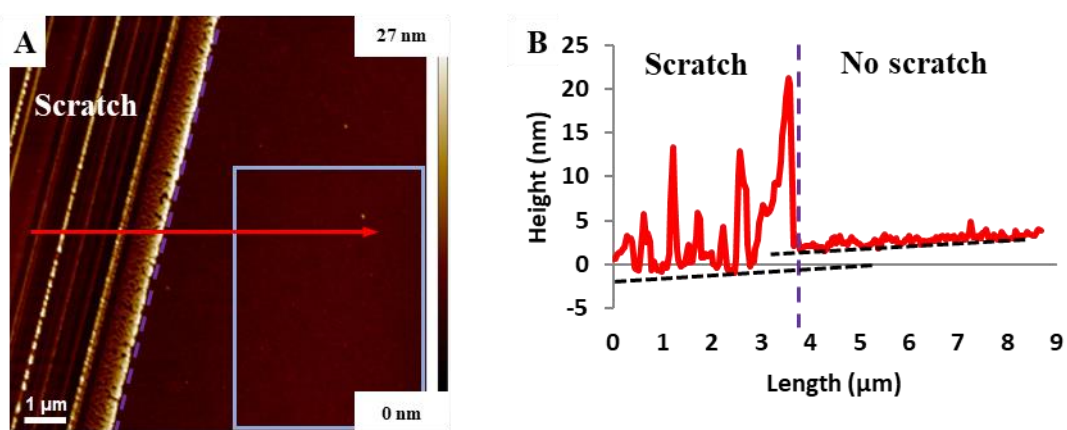 A
27 nm
Scratch
1 µm
0 nm
B
Scratch
No scratch
Height (nm)
25
20
15
10
5
0
-5
0 1 2 3 4 5 6 7 8 9
Length (µm)